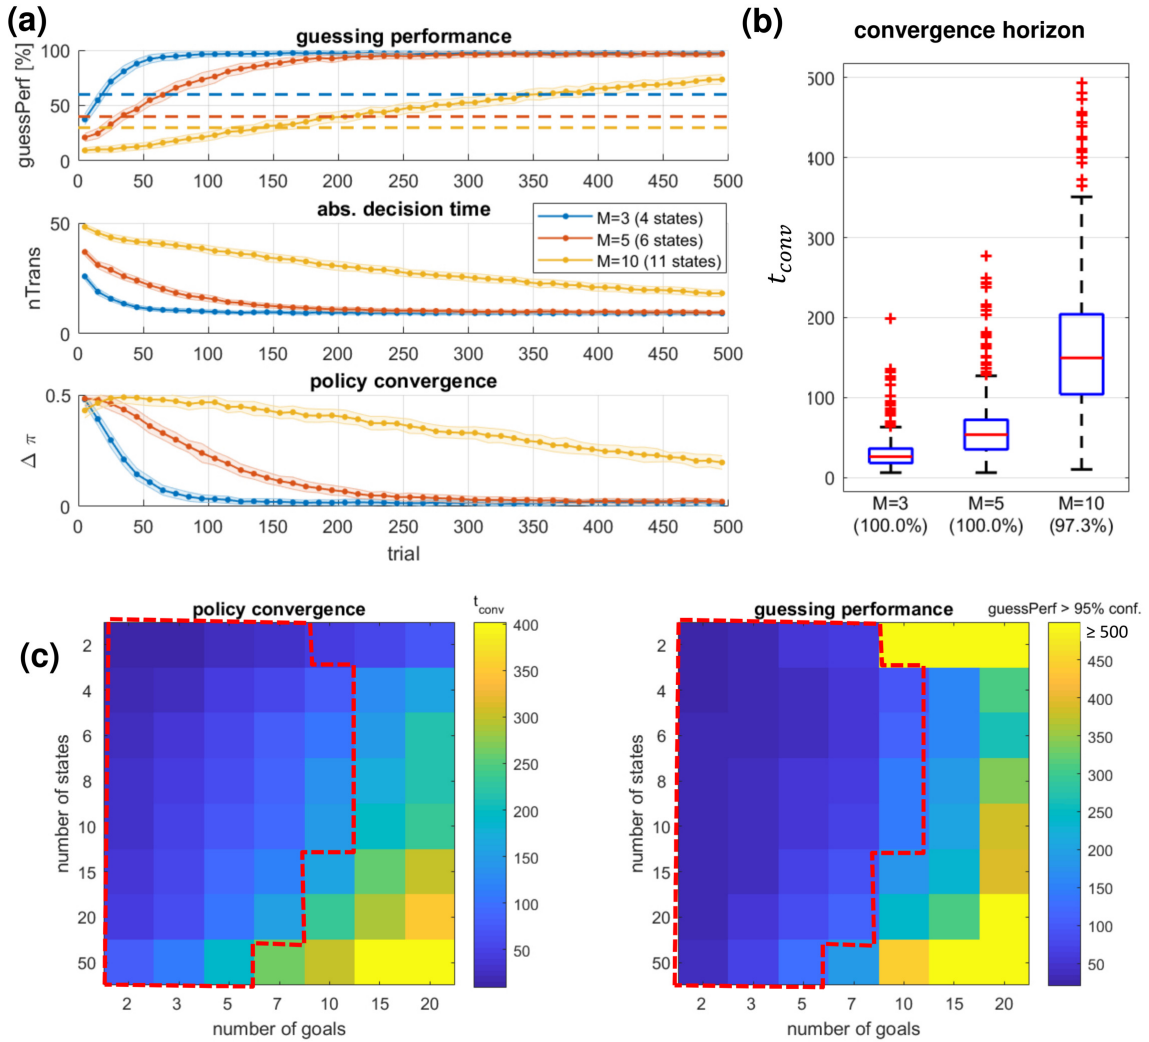 (a)
guessing performance
guessPerf [%]
100
50
0
0 50 100 150 200 250 300 350 400 450 500
abs. decision time
nTrans
50
0
M=3 (4 states)
M=5 (6 states)
M=10 (11 states)
0 50 100 150 200 250 300 350 400 450 500
policy convergence
Δ π
0.5
0
0 50 100 150 200 250 300 350 400 450 500
trial
(b)
convergence horizon
t_conv
500
400
300
200
100
0
M=3 M=5 M=10
(100.0%) (100.0%) (97.3%)
(c)
policy convergence
t_conv
number of states
2
4
6
8
10
15
20
50
2 3 5 7 10 15 20
number of goals
400
350
300
250
200
150
100
50
guessing performance
guessPerf > 95% conf.
number of states
2
4
6
8
10
15
20
50
2 3 5 7 10 15 20
number of goals
≥ 500
450
400
350
300
250
200
150
100
50